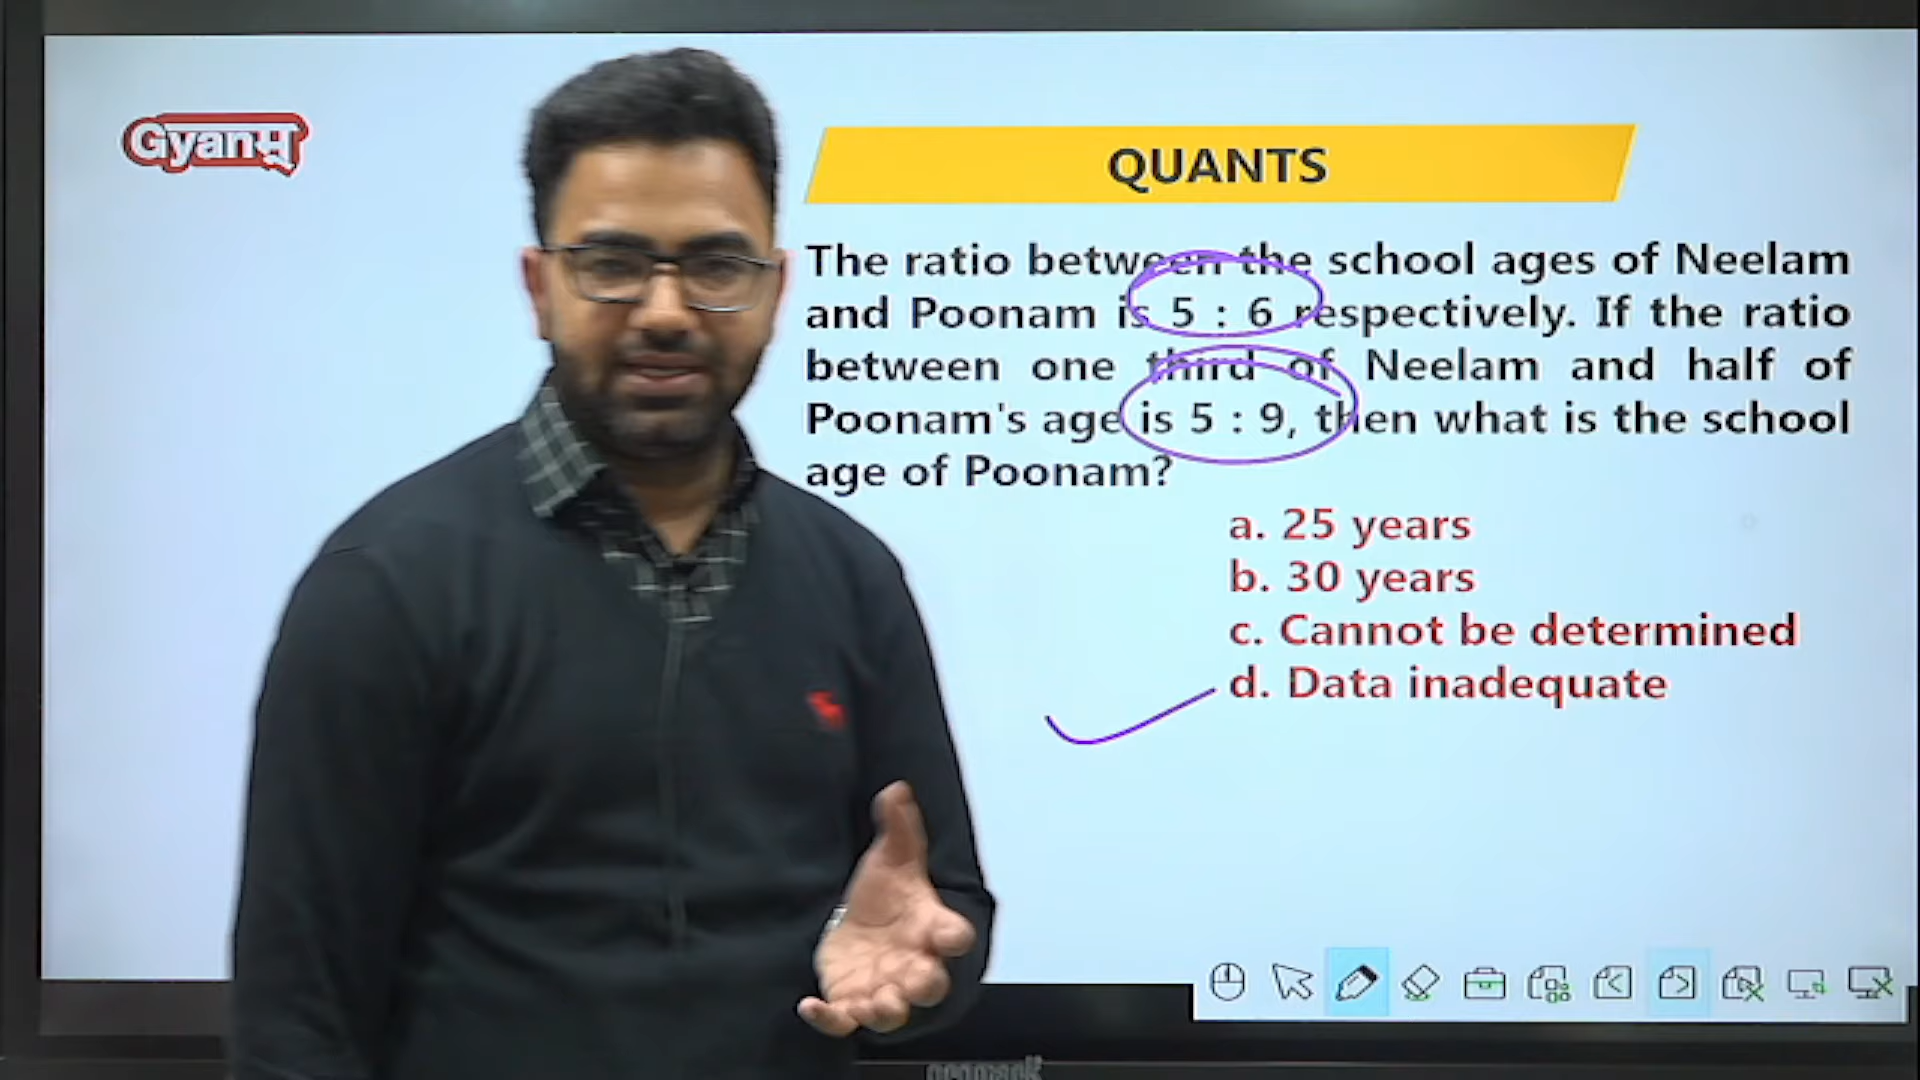 Gyanम्
QUANTS
The ratio between the school ages of Neelam
and Poonam is 5 : 6 respectively. If the ratio
between one third of Neelam and half of
Poonam's age is 5 : 9, then what is the school
age of Poonam?
a. 25 years
b. 30 years
c. Cannot be determined
d. Data inadequate